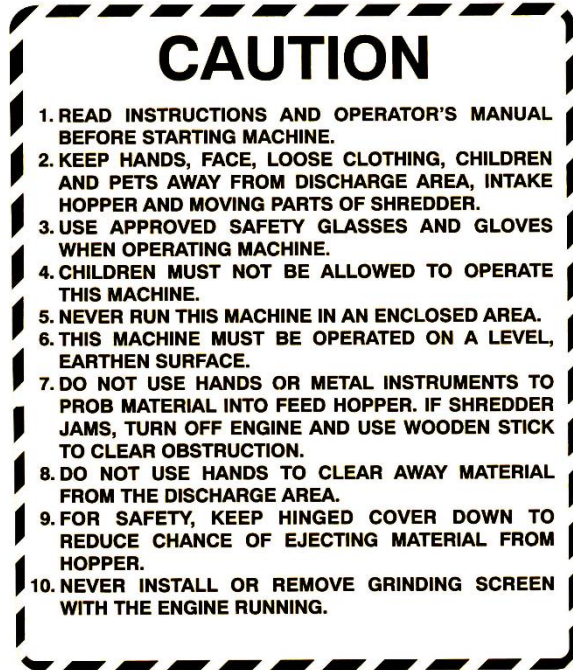 CAUTION
1. READ INSTRUCTIONS AND OPERATOR'S MANUAL
BEFORE STARTING MACHINE.
2. KEEP HANDS, FACE, LOOSE CLOTHING, CHILDREN
AND PETS AWAY FROM DISCHARGE AREA, INTAKE
HOPPER AND MOVING PARTS OF SHREDDER.
3. USE APPROVED SAFETY GLASSES AND GLOVES
WHEN OPERATING MACHINE.
4. CHILDREN MUST NOT BE ALLOWED TO OPERATE
THIS MACHINE.
5. NEVER RUN THIS MACHINE IN AN ENCLOSED AREA.
6. THIS MACHINE MUST BE OPERATED ON A LEVEL,
EARTHEN SURFACE.
7. DO NOT USE HANDS OR METAL INSTRUMENTS TO
PROB MATERIAL INTO FEED HOPPER. IF SHREDDER
JAMS, TURN OFF ENGINE AND USE WOODEN STICK
TO CLEAR OBSTRUCTION.
8. DO NOT USE HANDS TO CLEAR AWAY MATERIAL
FROM THE DISCHARGE AREA.
9. FOR SAFETY, KEEP HINGED COVER DOWN TO
REDUCE CHANCE OF EJECTING MATERIAL FROM
HOPPER.
10. NEVER INSTALL OR REMOVE GRINDING SCREEN
WITH THE ENGINE RUNNING.